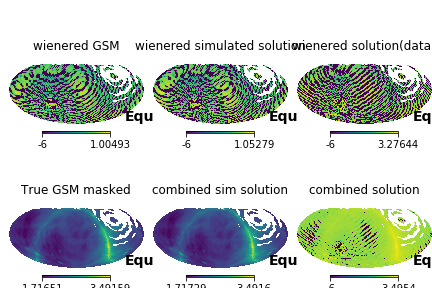 wienered GSM wienered simulated solution wienered solution(data
Equ Equ Equ
-6 1.00493 -6 1.05279 -6 3.27644
True GSM masked combined sim solution combined solution
Equ Equ Equ
1.71651 3.49159 1.71729 3.4916 -6 3.4954